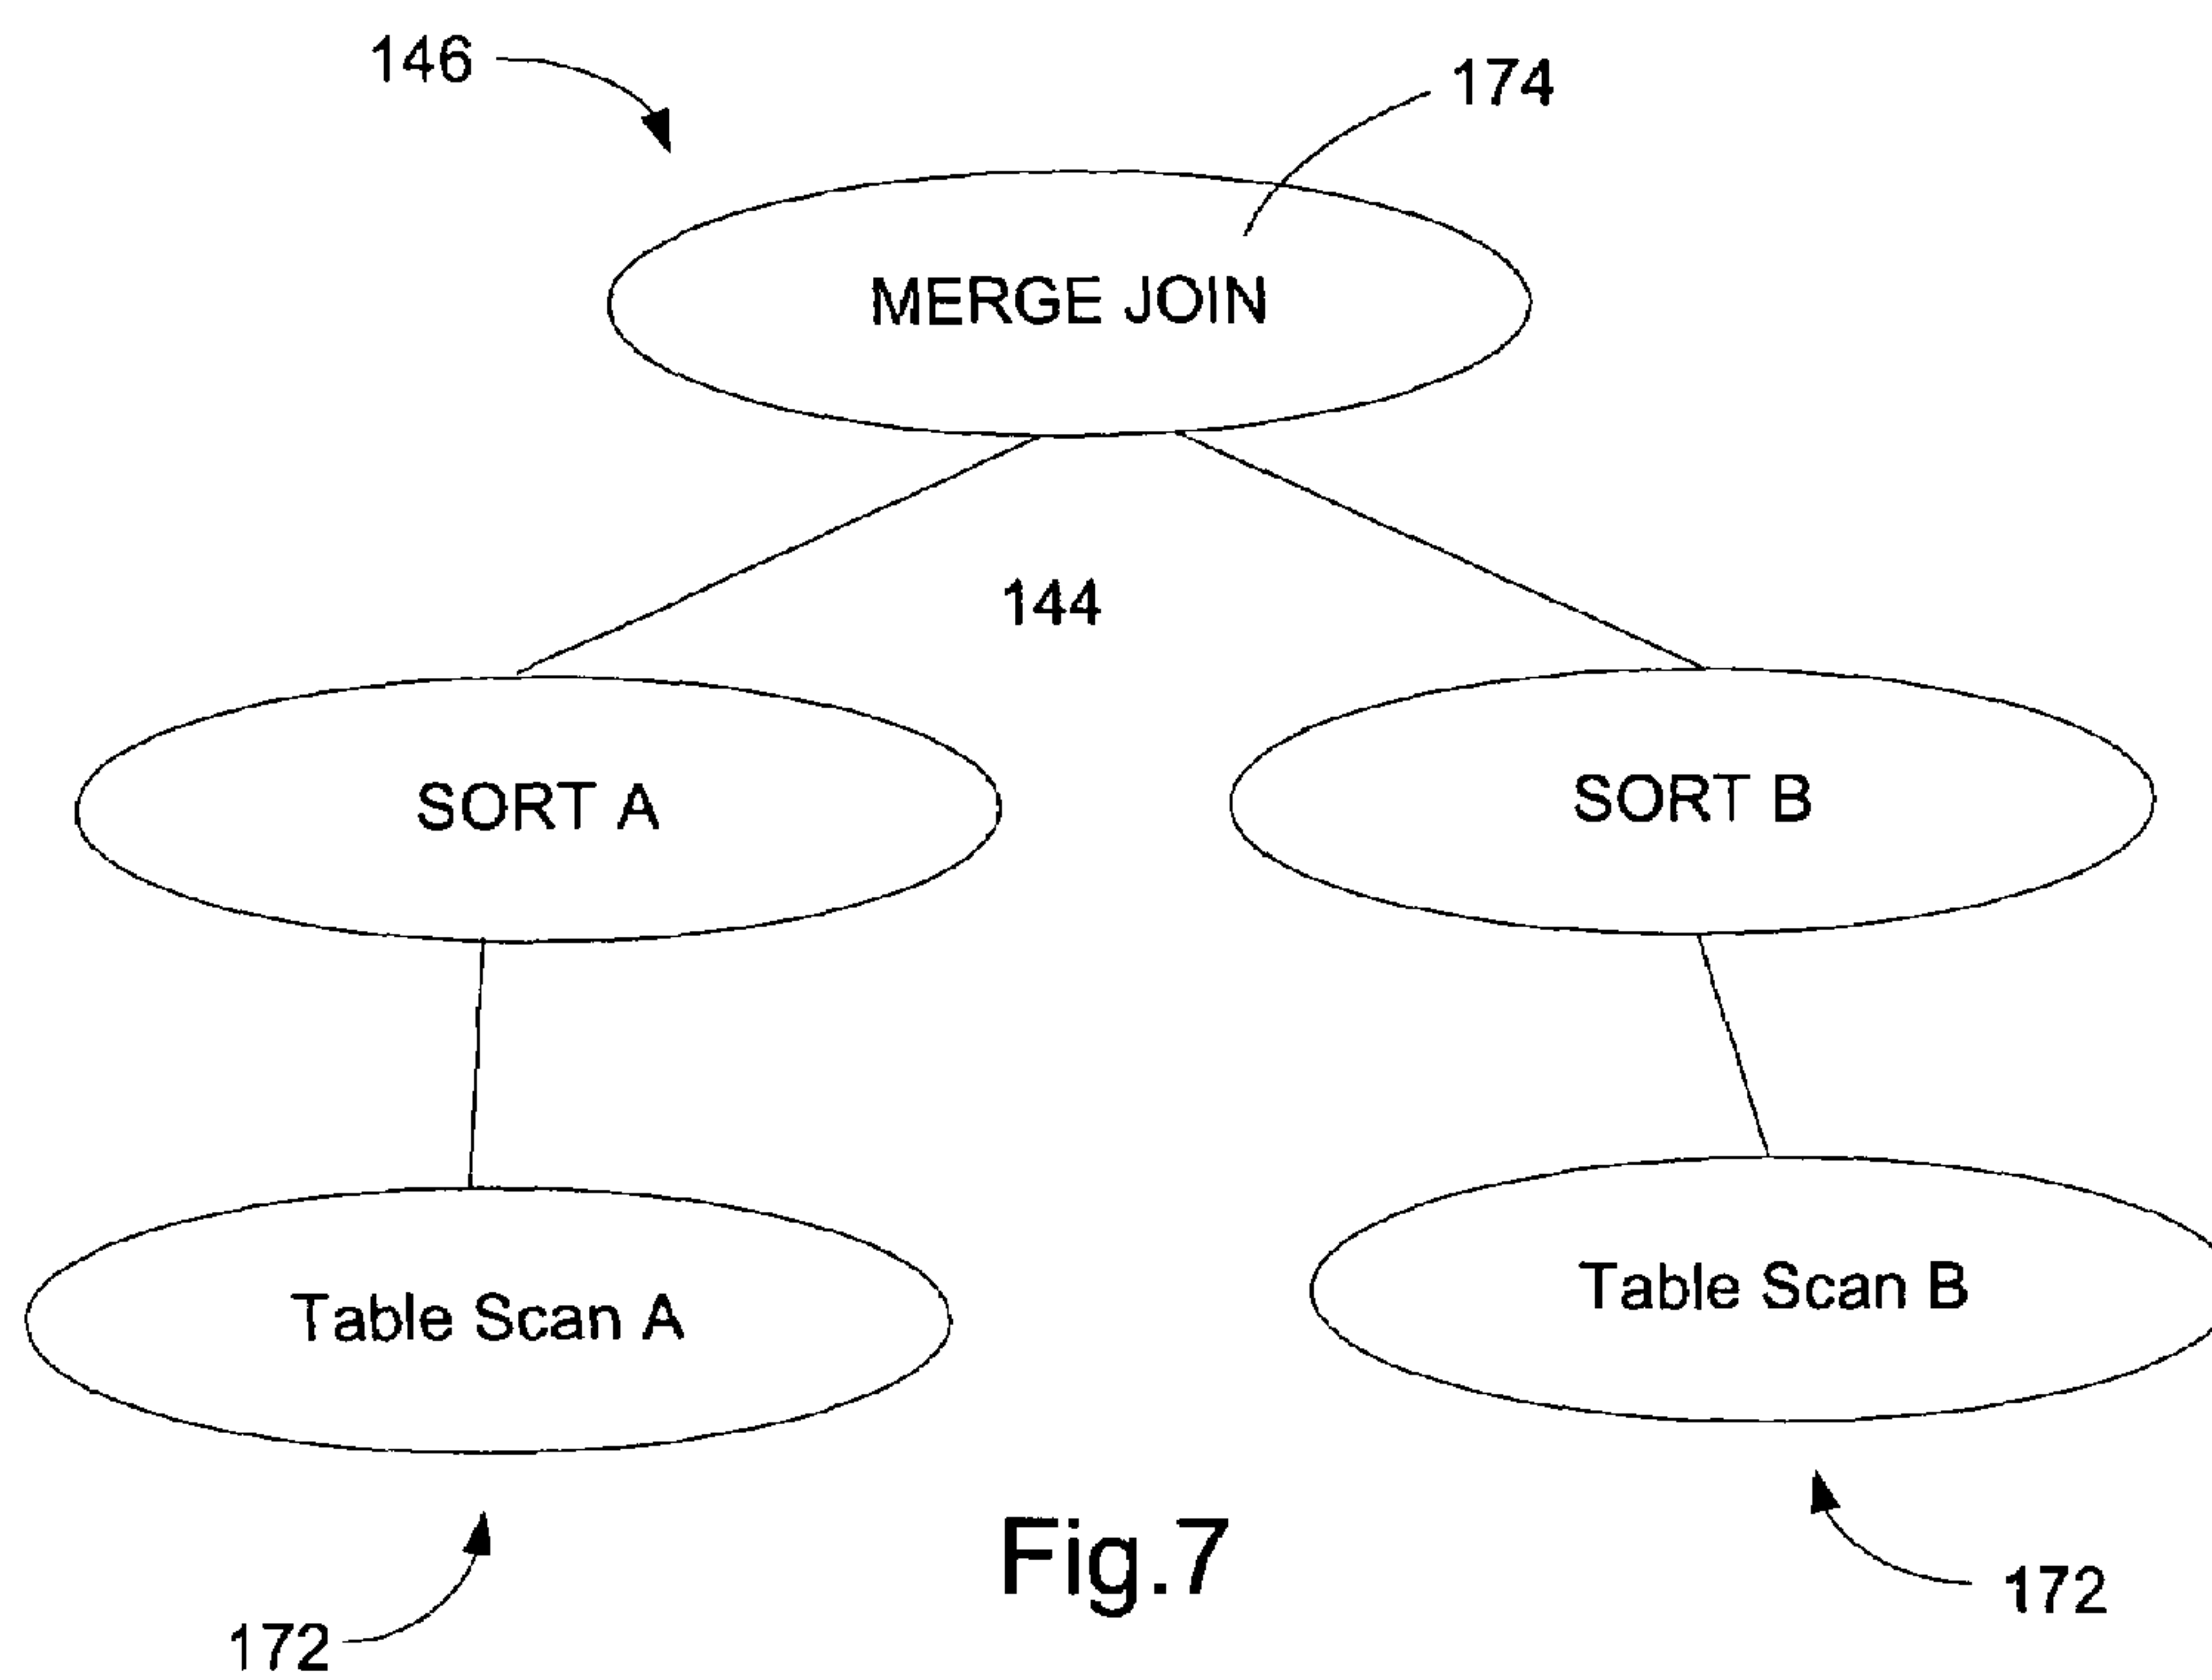 146
174
MERGE JOIN
144
SORT A
SORT B
Table Scan A
Table Scan B
Fig.7
172
172